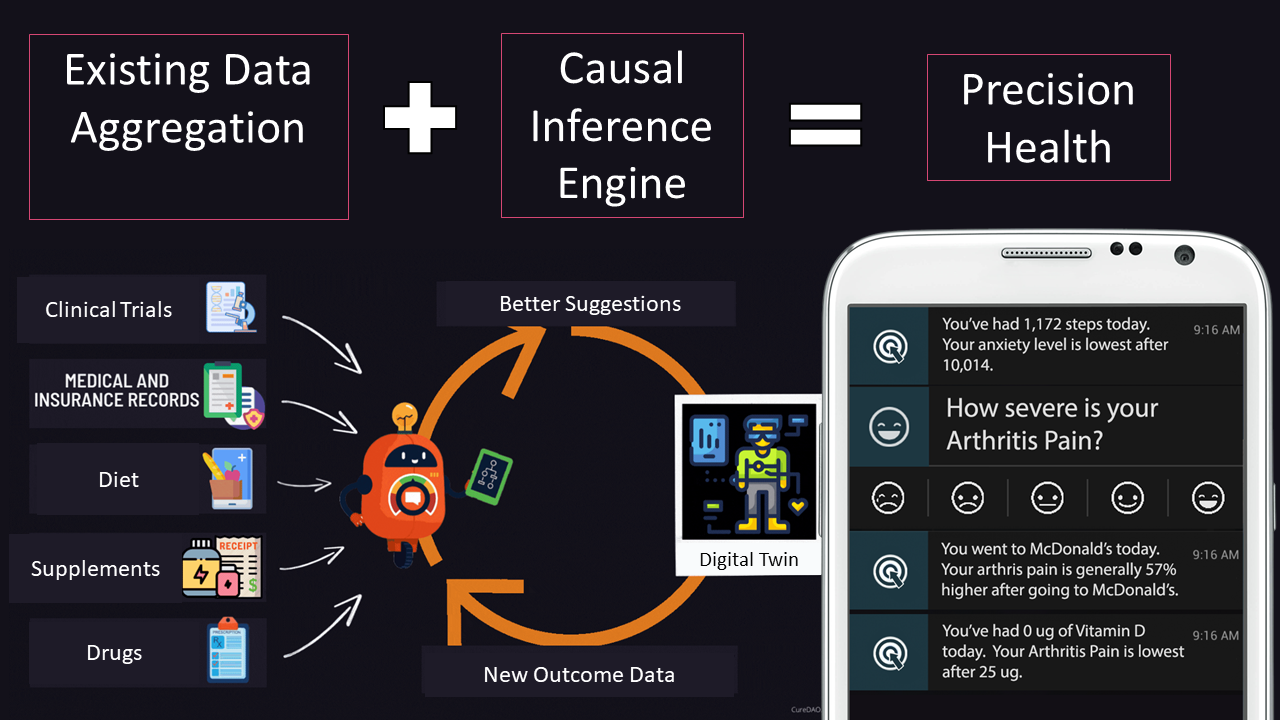 Existing Data
Aggregation
Causal
Inference
Engine
Precision
Health
Clinical Trials
MEDICAL AND
INSURANCE RECORDS
Diet
Supplements
RECEIPT
Drugs
PRESCRIPTION
Better Suggestions
Digital Twin
New Outcome Data
You've had 1,172 steps today.
Your anxiety level is lowest after
10,014.
9:16 AM
How severe is your
Arthritis Pain?
You went to McDonald's today.
Your arthris pain is generally 57%
higher after going to McDonald's.
9:16 AM
You've had 0 ug of Vitamin D
today. Your Arthritis Pain is lowest
after 25 ug.
9:16 AM
CureDAO